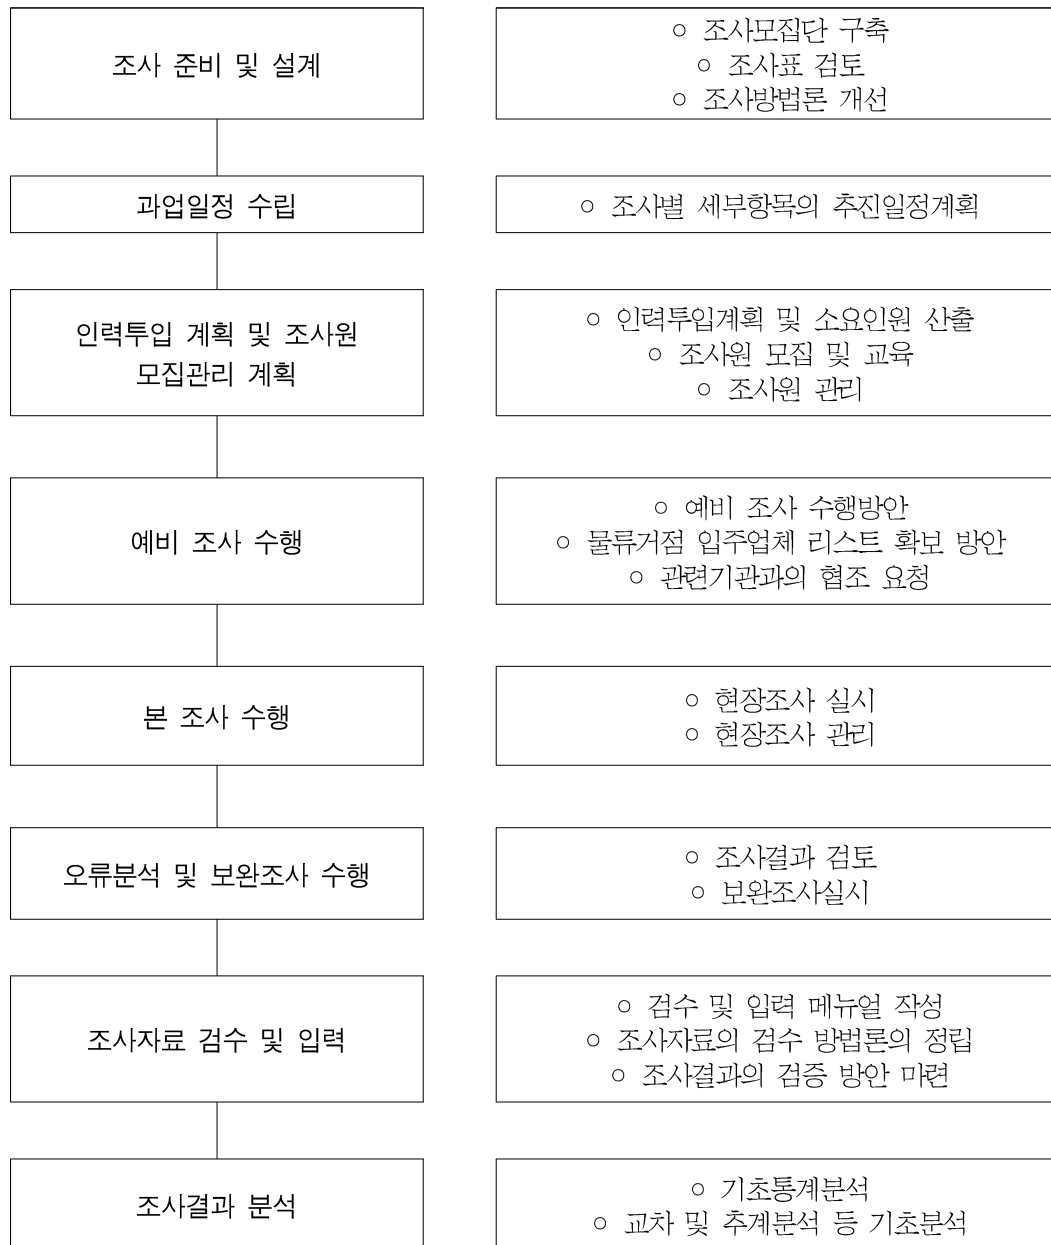 조사 준비 및 설계
○ 조사모집단 구축
○ 조사표 검토
○ 조사방법론 개선
과업일정 수립
○ 조사별 세부항목의 추진일정계획
인력투입 계획 및 조사원
모집관리 계획
○ 인력투입계획 및 소요인원 산출
○ 조사원 모집 및 교육
○ 조사원 관리
예비 조사 수행
○ 예비 조사 수행방안
○ 물류거점 입주업체 리스트 확보 방안
○ 관련기관과의 협조 요청
본 조사 수행
○ 현장조사 실시
○ 현장조사 관리
오류분석 및 보완조사 수행
○ 조사결과 검토
○ 보완조사실시
조사자료 검수 및 입력
○ 검수 및 입력 메뉴얼 작성
○ 조사자료의 검수 방법론의 정립
○ 조사결과의 검증 방안 마련
조사결과 분석
○ 기초통계분석
○ 교차 및 추계분석 등 기초분석